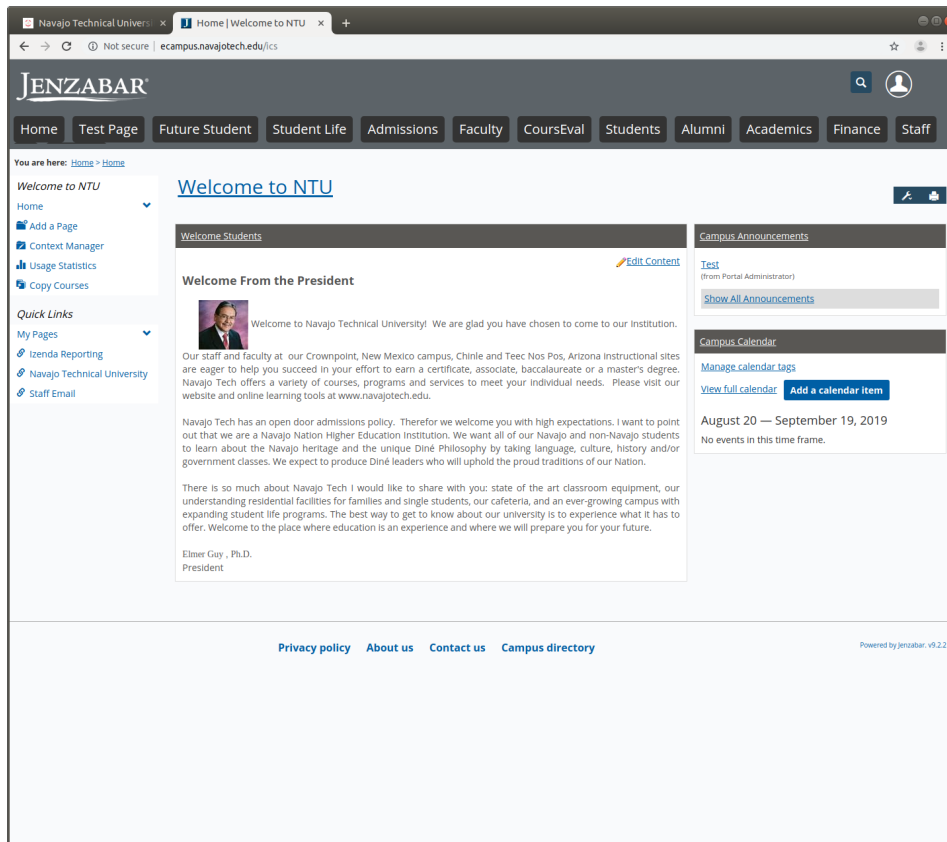 Navajo Technical Universi
Home | Welcome to NTU
Not secure | ecampus.navajotech.edu/ics
JENZABAR
Home Test Page Future Student Student Life Admissions Faculty CoursEval Students Alumni Academics Finance Staff
You are here: Home > Home
Welcome to NTU
Home
Add a Page
Context Manager
Usage Statistics
Copy Courses
Quick Links
My Pages
Izenda Reporting
Navajo Technical University
Staff Email
Welcome to NTU
Welcome Students
Edit Content
Welcome From the President
Welcome to Navajo Technical University! We are glad you have chosen to come to our Institution.
Our staff and faculty at our Crownpoint, New Mexico campus, Chinle and Teec Nos Pos, Arizona instructional sites
are eager to help you succeed in your effort to earn a certificate, associate, baccalaureate or a master's degree.
Navajo Tech offers a variety of courses, programs and services to meet your individual needs. Please visit our
website and online learning tools at www.navajotech.edu.
Navajo Tech has an open door admissions policy. Therefor we welcome you with high expectations. I want to point
out that we are a Navajo Nation Higher Education Institution. We want all of our Navajo and non-Navajo students
to learn about the Navajo heritage and the unique Diné Philosophy by taking language, culture, history and/or
government classes. We expect to produce Diné leaders who will uphold the proud traditions of our Nation.
There is so much about Navajo Tech I would like to share with you: state of the art classroom equipment, our
understanding residential facilities for families and single students, our cafeteria, and an ever-growing campus with
expanding student life programs. The best way to get to know about our university is to experience what it has to
offer. Welcome to the place where education is an experience and where we will prepare you for your future.
Elmer Guy , Ph.D.
President
Campus Announcements
Test
(from Portal Administrator)
Show All Announcements
Campus Calendar
Manage calendar tags
View full calendar Add a calendar item
August 20 — September 19, 2019
No events in this time frame.
Privacy policy About us Contact us Campus directory
Powered by Jenzabar. v9.2.2